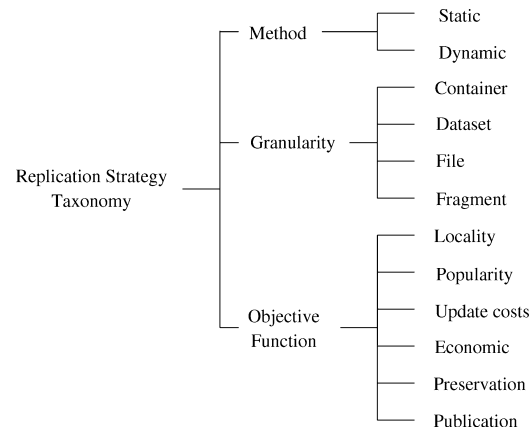 Replication Strategy
Taxonomy
Method
Static
Dynamic
Granularity
Container
Dataset
File
Fragment
Objective
Function
Locality
Popularity
Update costs
Economic
Preservation
Publication